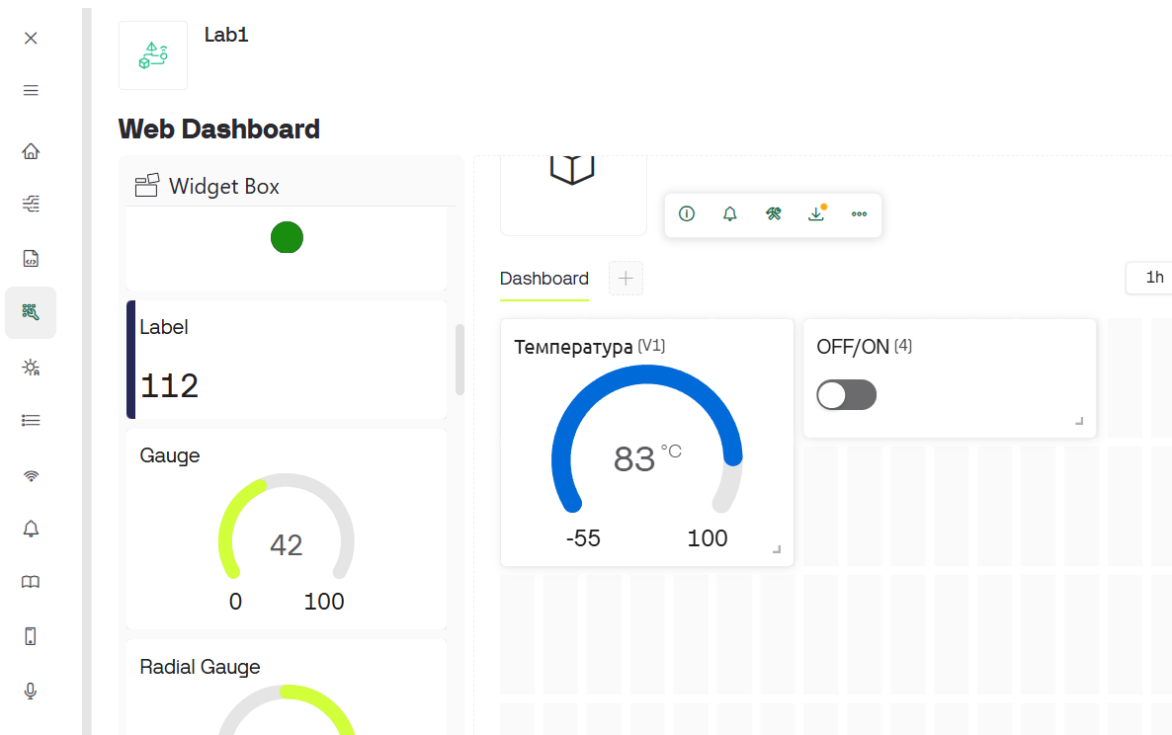 Lab1
Web Dashboard
Widget Box
Label
112
Gauge
42
0 100
Radial Gauge
Dashboard
1h
Температура (V1)
83 °C
-55 100
OFF/ON (4)